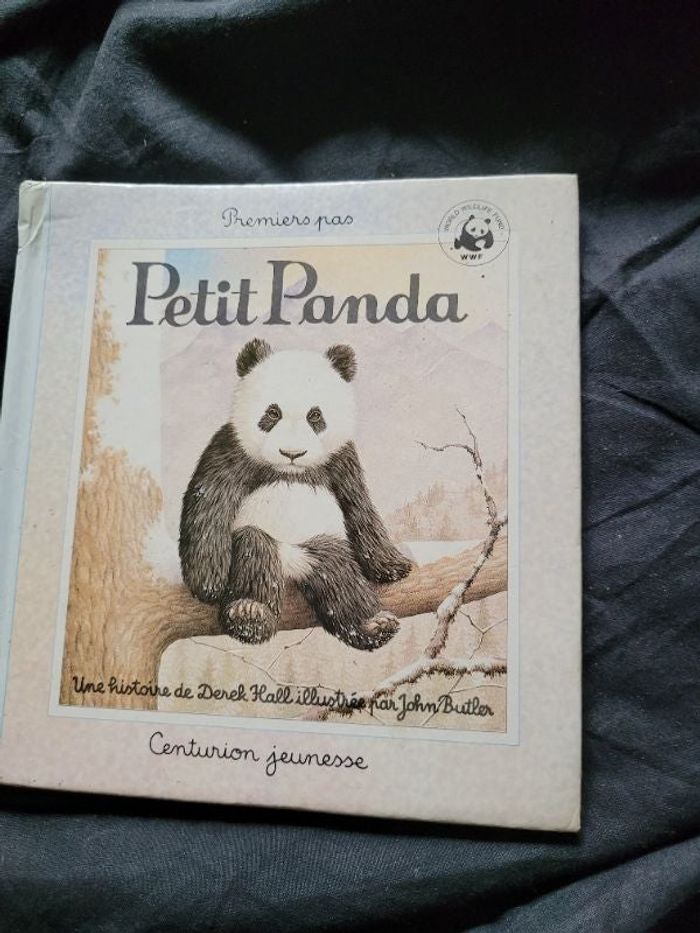 Premiers pas
WORLD WILDLIFE FUND
WWF
Petit Panda
Une histoire de Derek Hall illustrée par John Butler
Centurion jeunesse